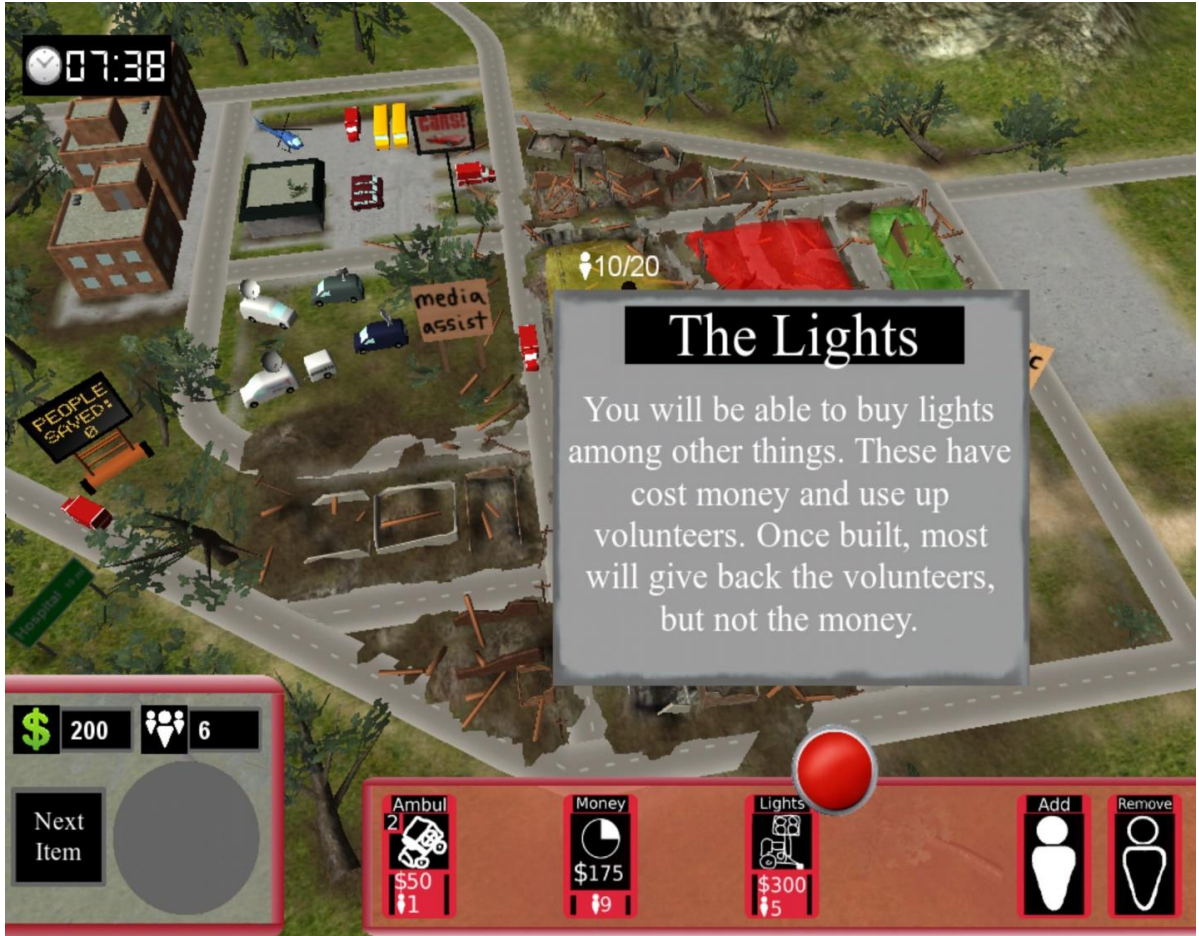 07:38
CARS!
10/20
media
assist
The Lights
You will be able to buy lights
among other things. These have
cost money and use up
volunteers. Once built, most
will give back the volunteers,
but not the money.
PEOPLE
SAVED:
0
Hospital
$ 200
6
Next
Item
Ambul
2
$50
1
Money
$175
9
Lights
$300
5
Add
Remove